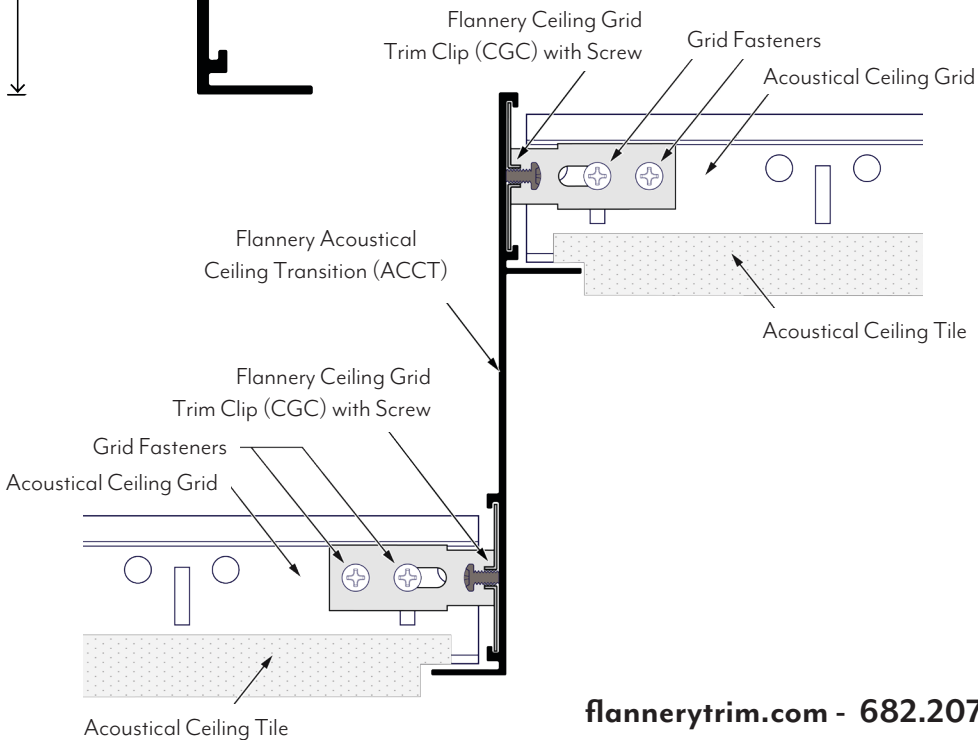 Flannery Ceiling Grid
Trim Clip (CGC) with Screw
Grid Fasteners
Acoustical Ceiling Grid
Flannery Acoustical
Ceiling Transition (ACCT)
Acoustical Ceiling Tile
Flannery Ceiling Grid
Trim Clip (CGC) with Screw
Grid Fasteners
Acoustical Ceiling Grid
Acoustical Ceiling Tile
flannerytrim.com - 682.207